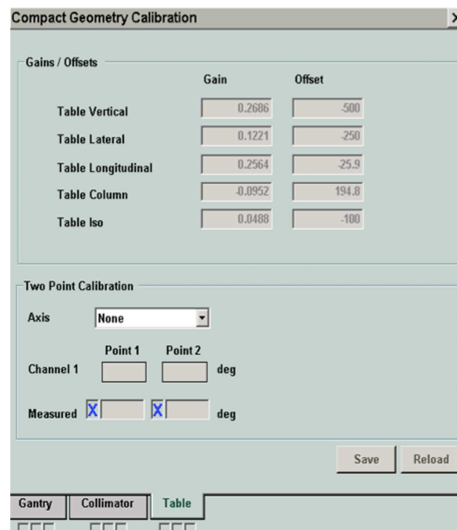 Compact Geometry Calibration X
Gains / Offsets
Gain Offset
Table Vertical 0.2686 -500
Table Lateral 0.1221 -250
Table Longitudinal 0.2564 -25.9
Table Column -0.0952 194.8
Table Iso 0.0488 -100
Two Point Calibration
Axis None
Point 1 Point 2
Channel 1 deg
Measured X X deg
Save Reload
Gantry Collimator Table